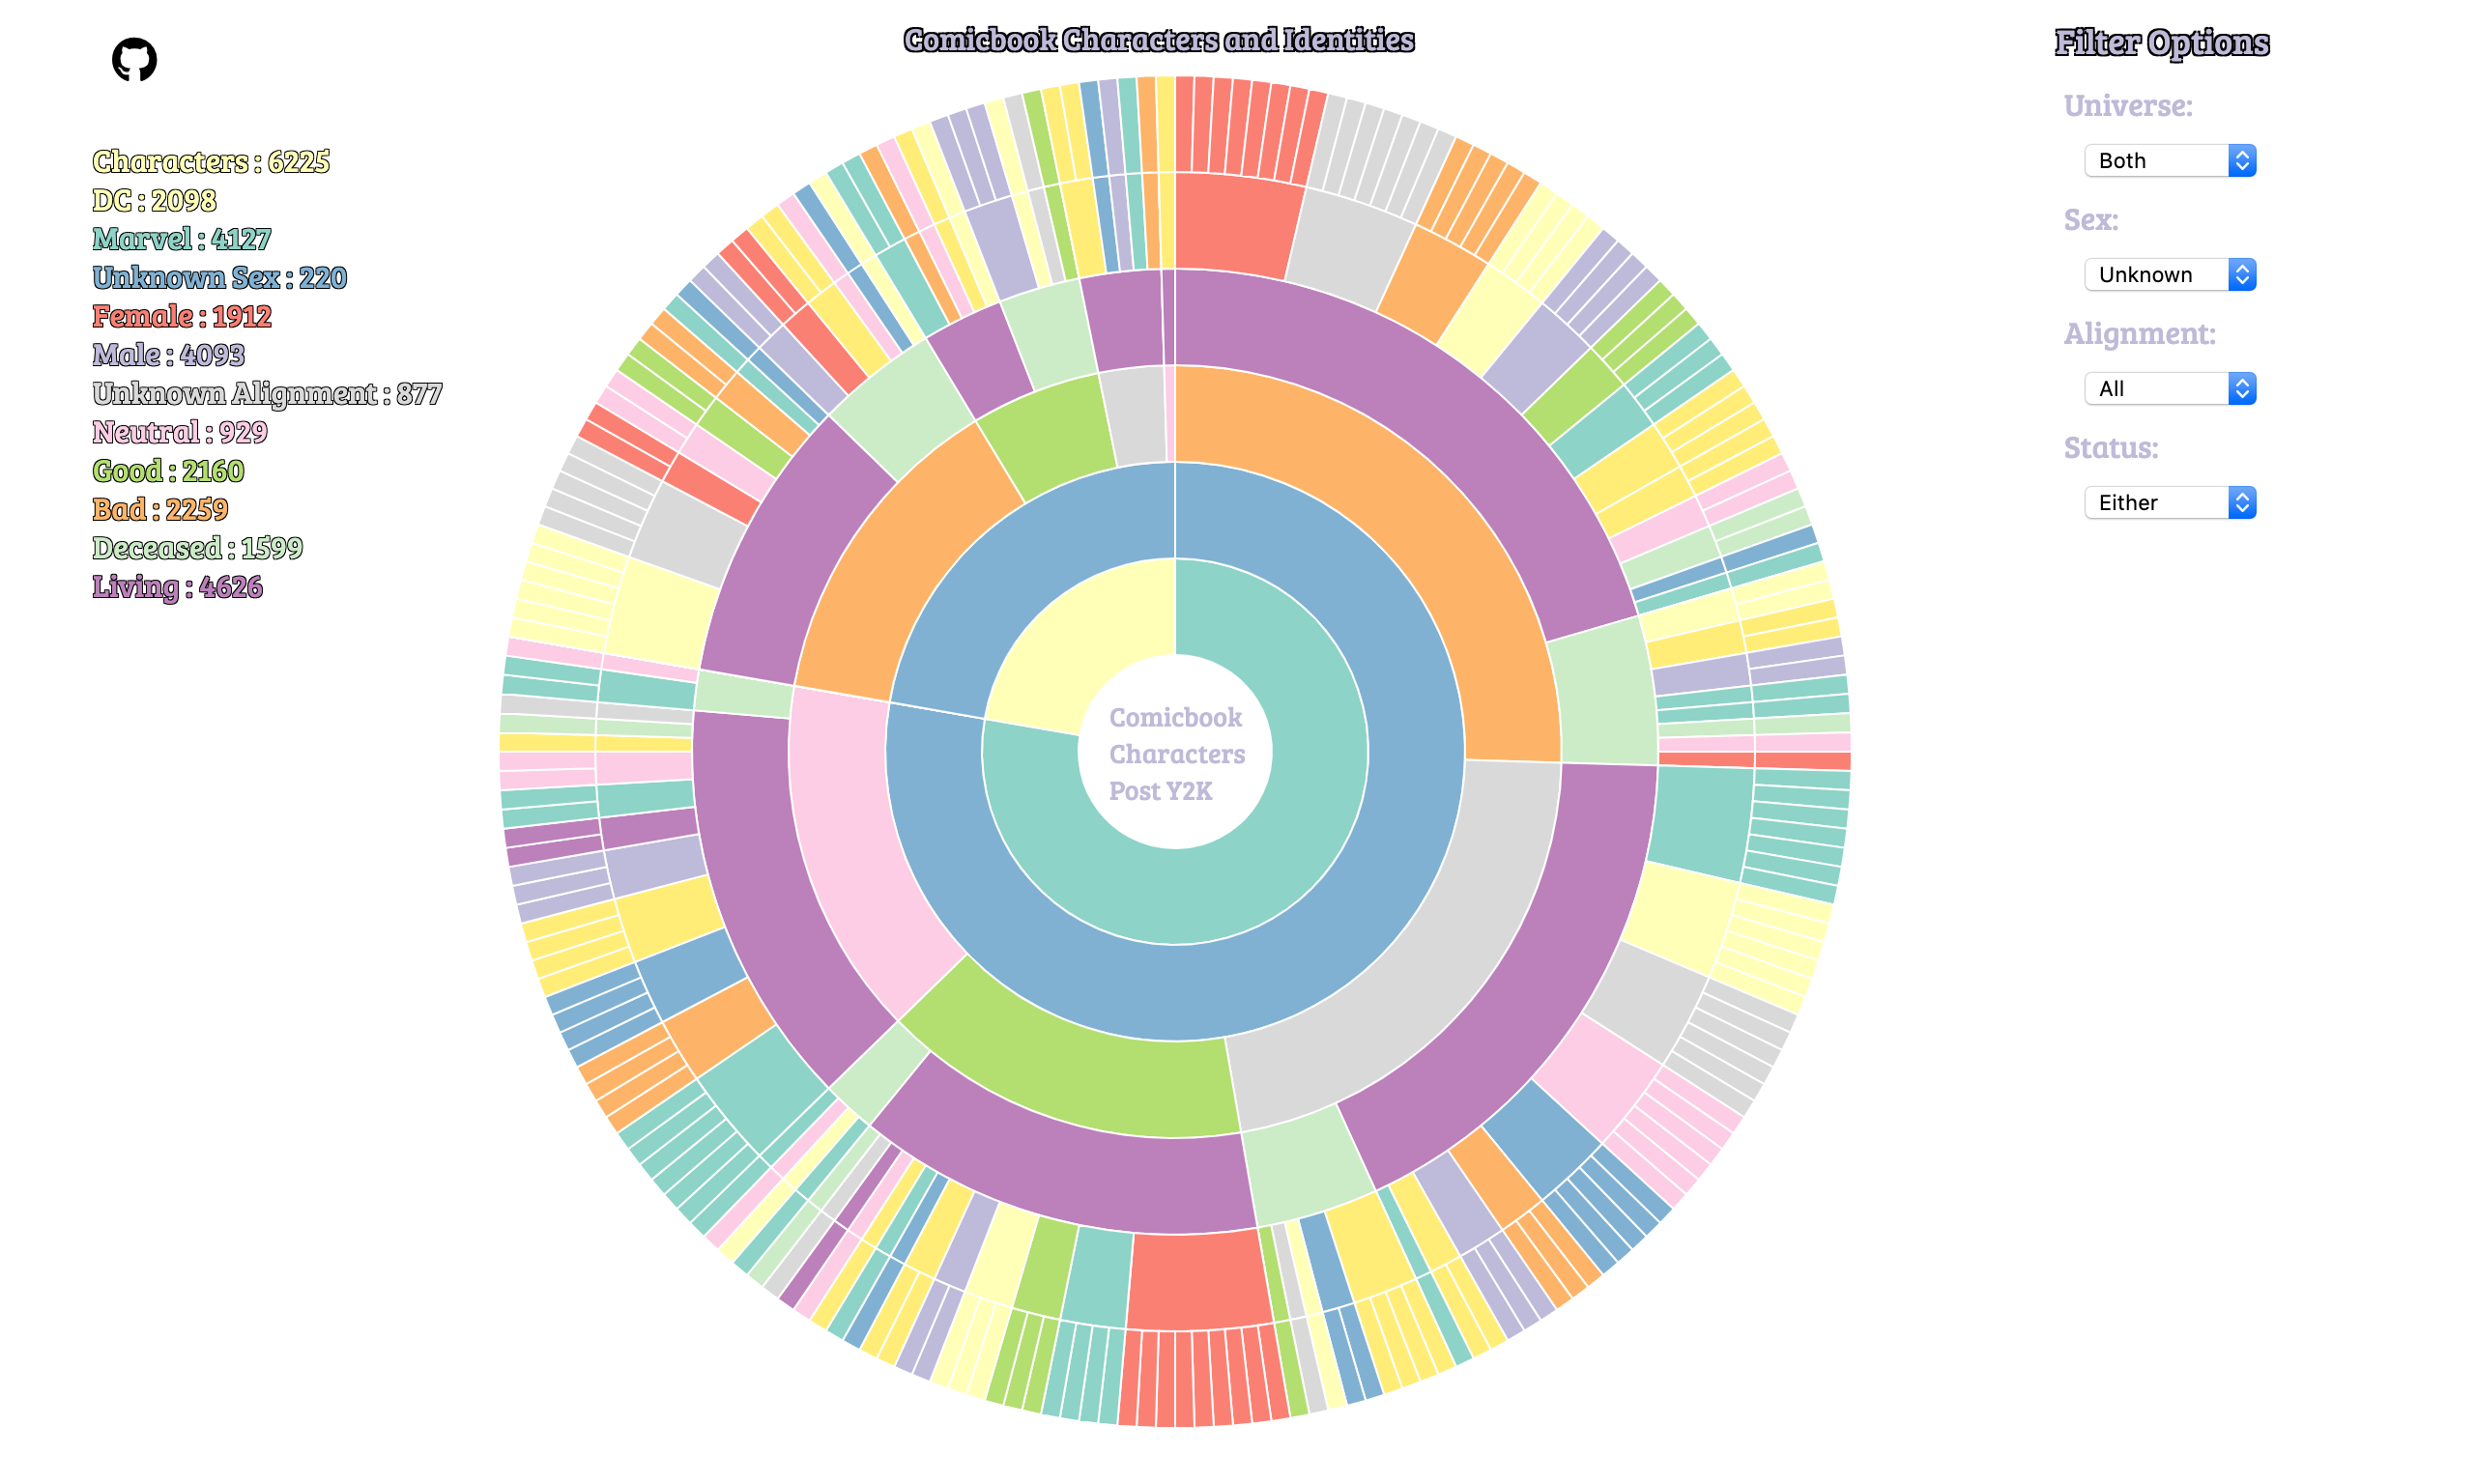 Comicbook Characters and Identities
Characters : 6225
DC : 2098
Marvel : 4127
Unknown Sex : 220
Female : 1912
Male : 4093
Unknown Alignment : 877
Neutral : 929
Good : 2160
Bad : 2259
Deceased : 1599
Living : 4626
Comicbook
Characters
Post Y2K
Filter Options
Universe:
Both
Sex:
Unknown
Alignment:
All
Status:
Either